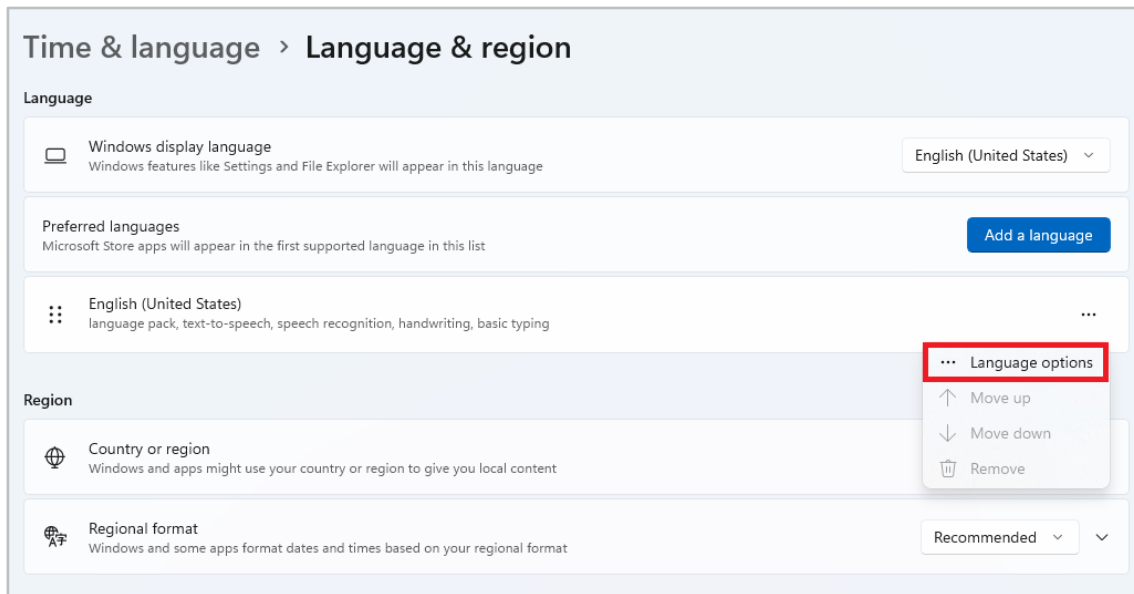 Time & language > Language & region
Language
Windows display language
Windows features like Settings and File Explorer will appear in this language
English (United States)
Preferred languages
Microsoft Store apps will appear in the first supported language in this list
Add a language
English (United States)
language pack, text-to-speech, speech recognition, handwriting, basic typing
Language options
Move up
Move down
Remove
Region
Country or region
Windows and apps might use your country or region to give you local content
Regional format
Windows and some apps format dates and times based on your regional format
Recommended